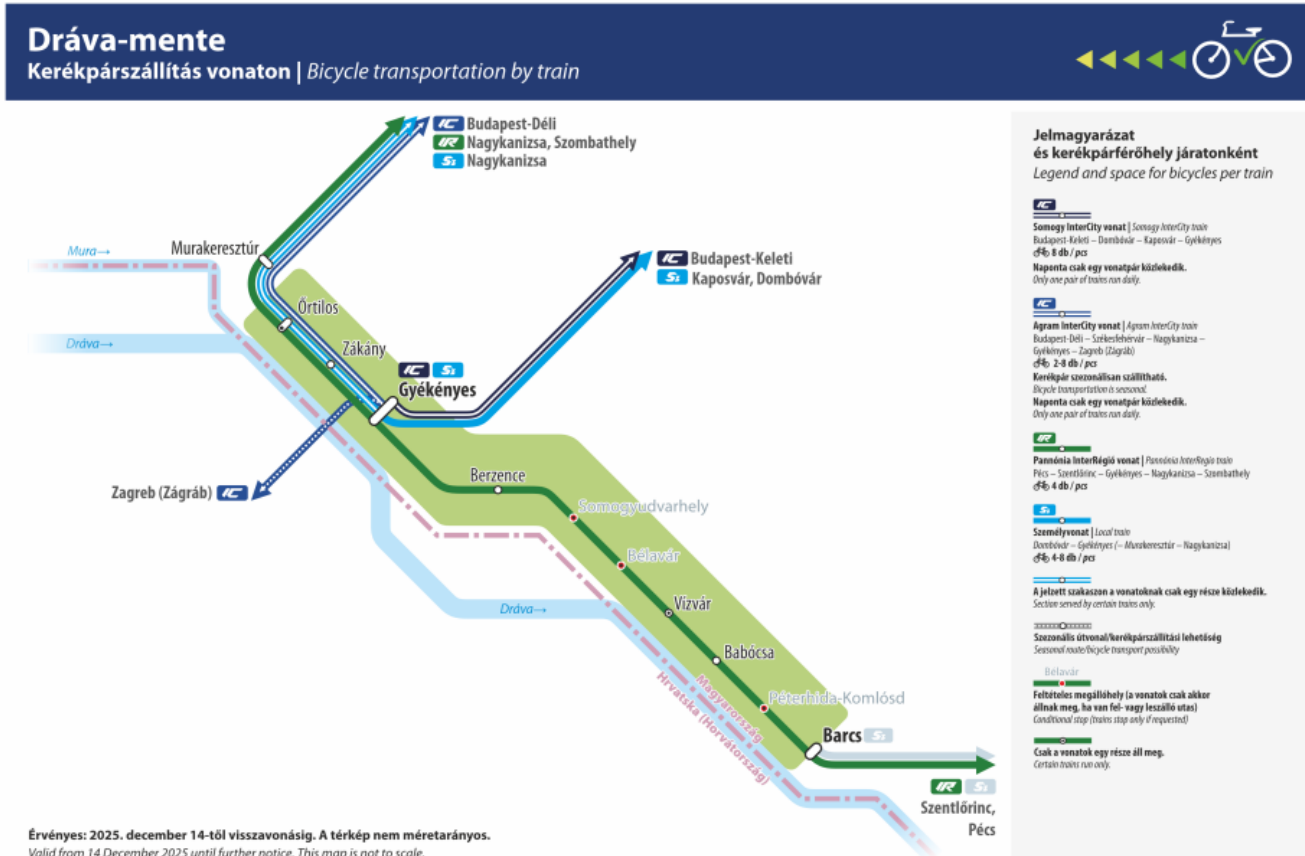 Dráva-mente
Kerékpárszállítás vonaton | Bicycle transportation by train
IC Budapest-Déli
IR Nagykanizsa, Szombathely
S2 Nagykanizsa
Mura→
Murakeresztúr
IC Budapest-Keleti
S2 Kaposvár, Dombóvár
Őrtilos
Dráva→
Zákány
IC S2
Gyékényes
Zagreb (Zágráb) IC
Berzence
Somogyudvarhely
Bélavár
Dráva→
Vízvár
Babócsa
Péterhida-Komlósd
Magyarország
Hrvatska (Horvátország)
Barcs
IR
Szentlőrinc,
Pécs
Érvényes: 2025. december 14-től visszavonásig. A térkép nem méretarányos.
Valid from 14 December 2025 until further notice. This map is not to scale.
Jelmagyarázat
és kerékpárférőhely járatonként
Legend and space for bicycles per train
IC
Somogy InterCity vonat | Somogy InterCity train
Budapest-Keleti – Dombóvár – Kaposvár – Gyékényes
8 db / pcs
Naponta csak egy vonatpár közlekedik.
Only one pair of trains run daily.
IC
Agram InterCity vonat | Agram InterCity train
Budapest-Déli – Székesfehérvár – Nagykanizsa –
Gyékényes – Zagreb (Zágráb)
2-8 db / pcs
Kerékpár szezonálisan szállítható.
Bicycle transportation is seasonal.
Naponta csak egy vonatpár közlekedik.
Only one pair of trains run daily.
IR
Pannónia InterRégió vonat | Pannónia InterRegio train
Pécs – Szentlőrinc – Gyékényes – Nagykanizsa – Szombathely
4 db / pcs
S2
Személyvonat | Local train
Dombóvár – Gyékényes (– Murakeresztúr – Nagykanizsa)
4-8 db / pcs
A jelzett szakaszon a vonatoknak csak egy része közlekedik.
Section served by certain trains only.
Szezonális útvonal/kerékpárszállítási lehetőség
Seasonal route/bicycle transport possibility
Bélavár
Feltételes megállóhely (a vonatok csak akkor
állnak meg, ha van fel- vagy leszálló utas)
Conditional stop (trains stop only if requested)
Csak a vonatok egy része áll meg.
Certain trains run only.